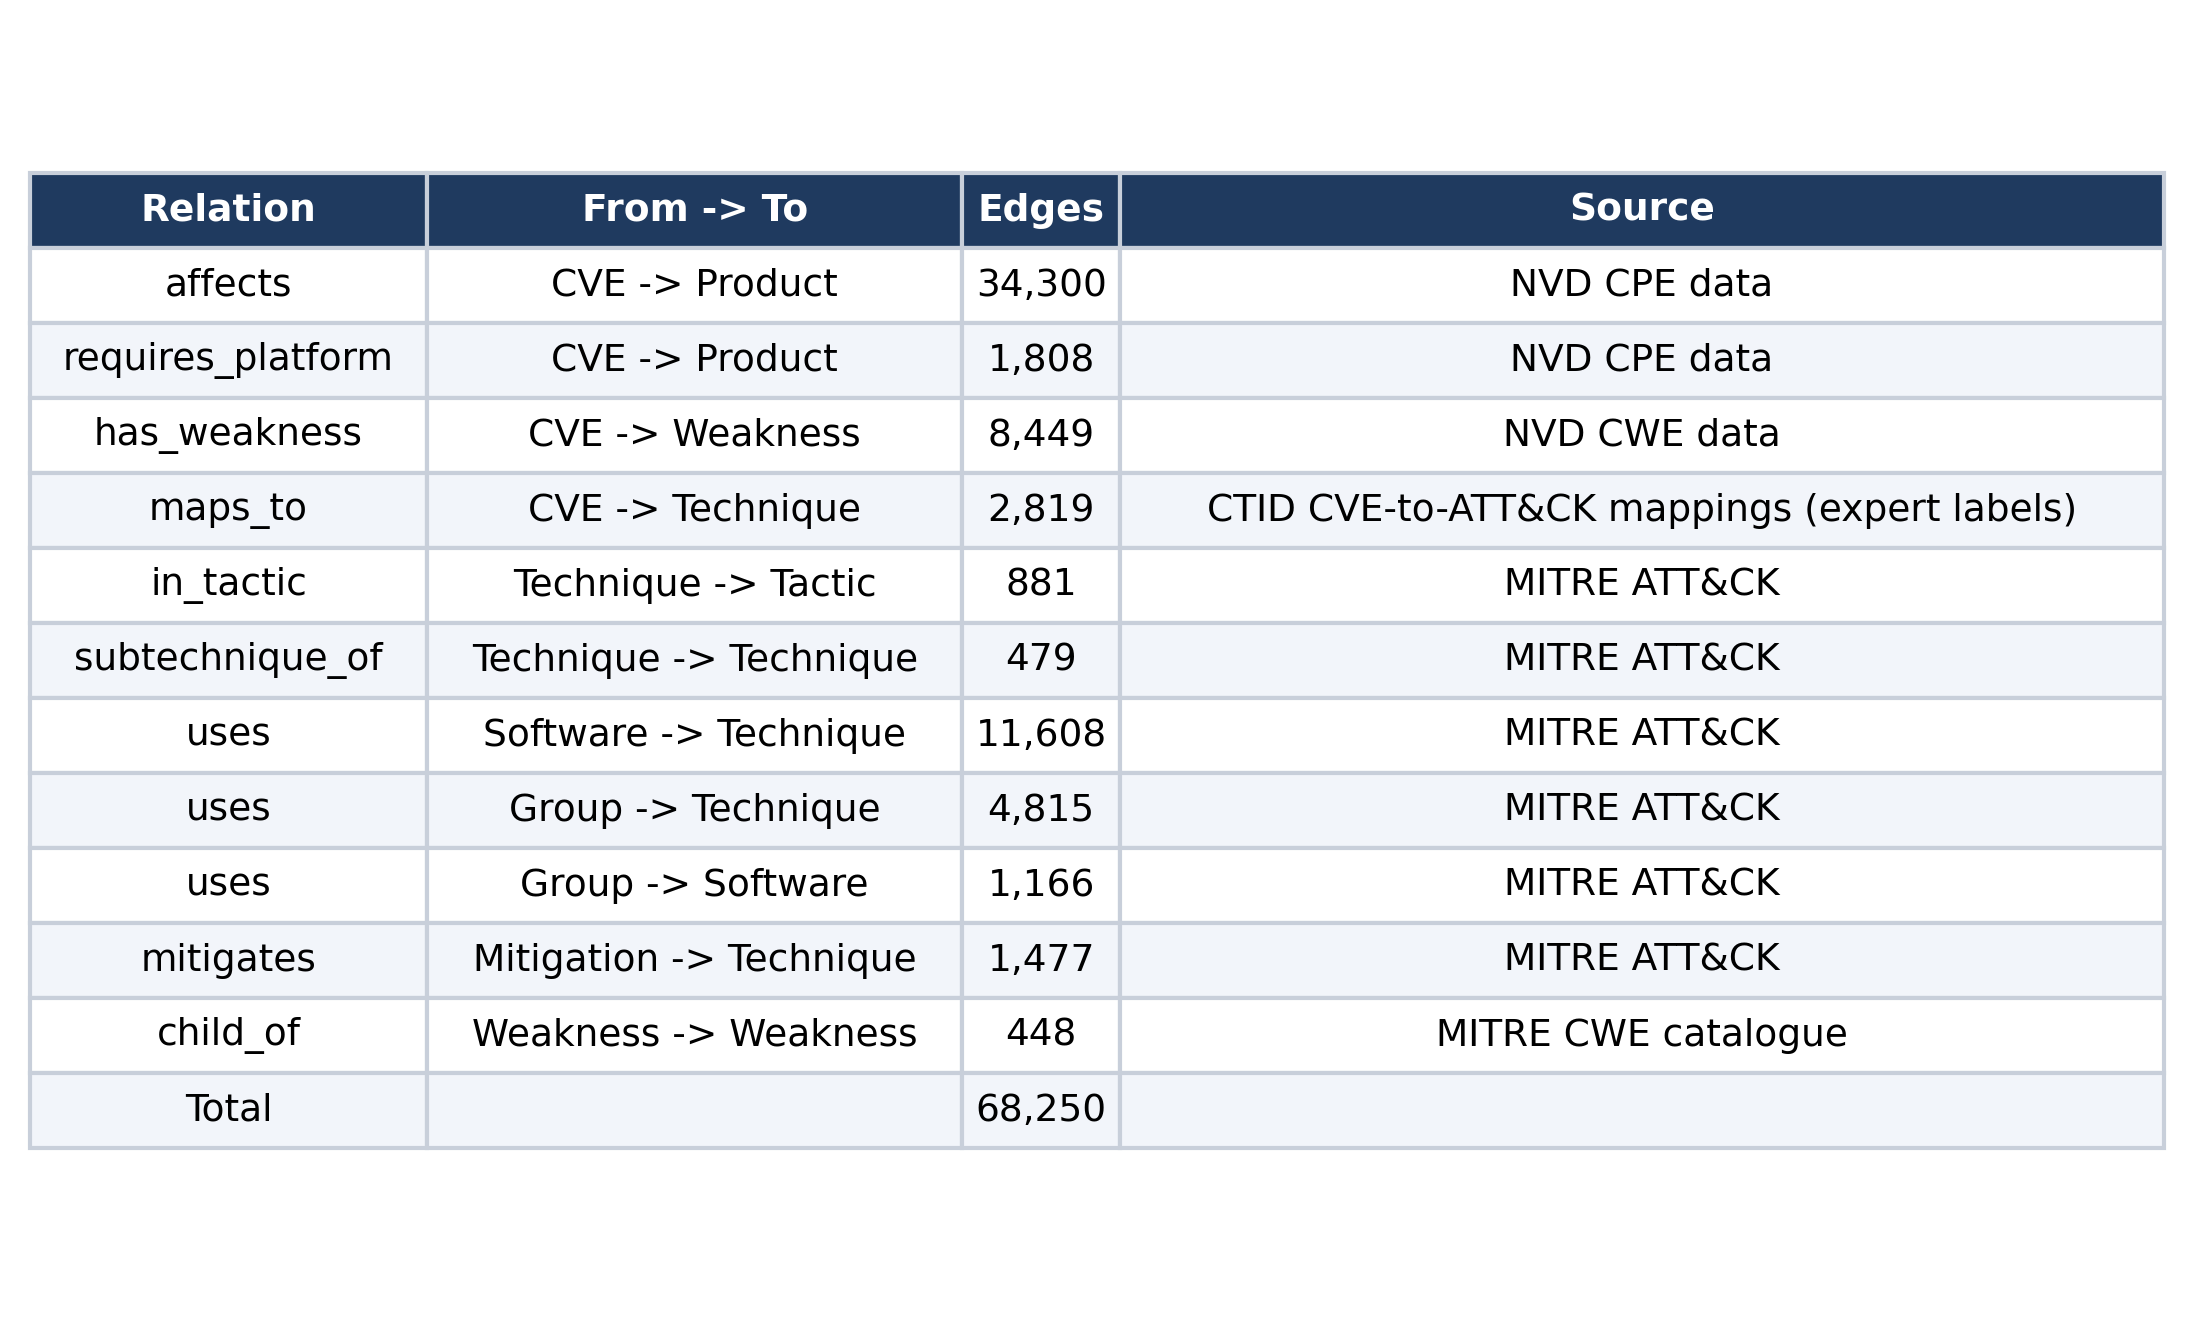 Relation From -> To Edges Source
affects CVE -> Product 34,300 NVD CPE data
requires_platform CVE -> Product 1,808 NVD CPE data
has_weakness CVE -> Weakness 8,449 NVD CWE data
maps_to CVE -> Technique 2,819 CTID CVE-to-ATT&CK mappings (expert labels)
in_tactic Technique -> Tactic 881 MITRE ATT&CK
subtechnique_of Technique -> Technique 479 MITRE ATT&CK
uses Software -> Technique 11,608 MITRE ATT&CK
uses Group -> Technique 4,815 MITRE ATT&CK
uses Group -> Software 1,166 MITRE ATT&CK
mitigates Mitigation -> Technique 1,477 MITRE ATT&CK
child_of Weakness -> Weakness 448 MITRE CWE catalogue
Total 68,250